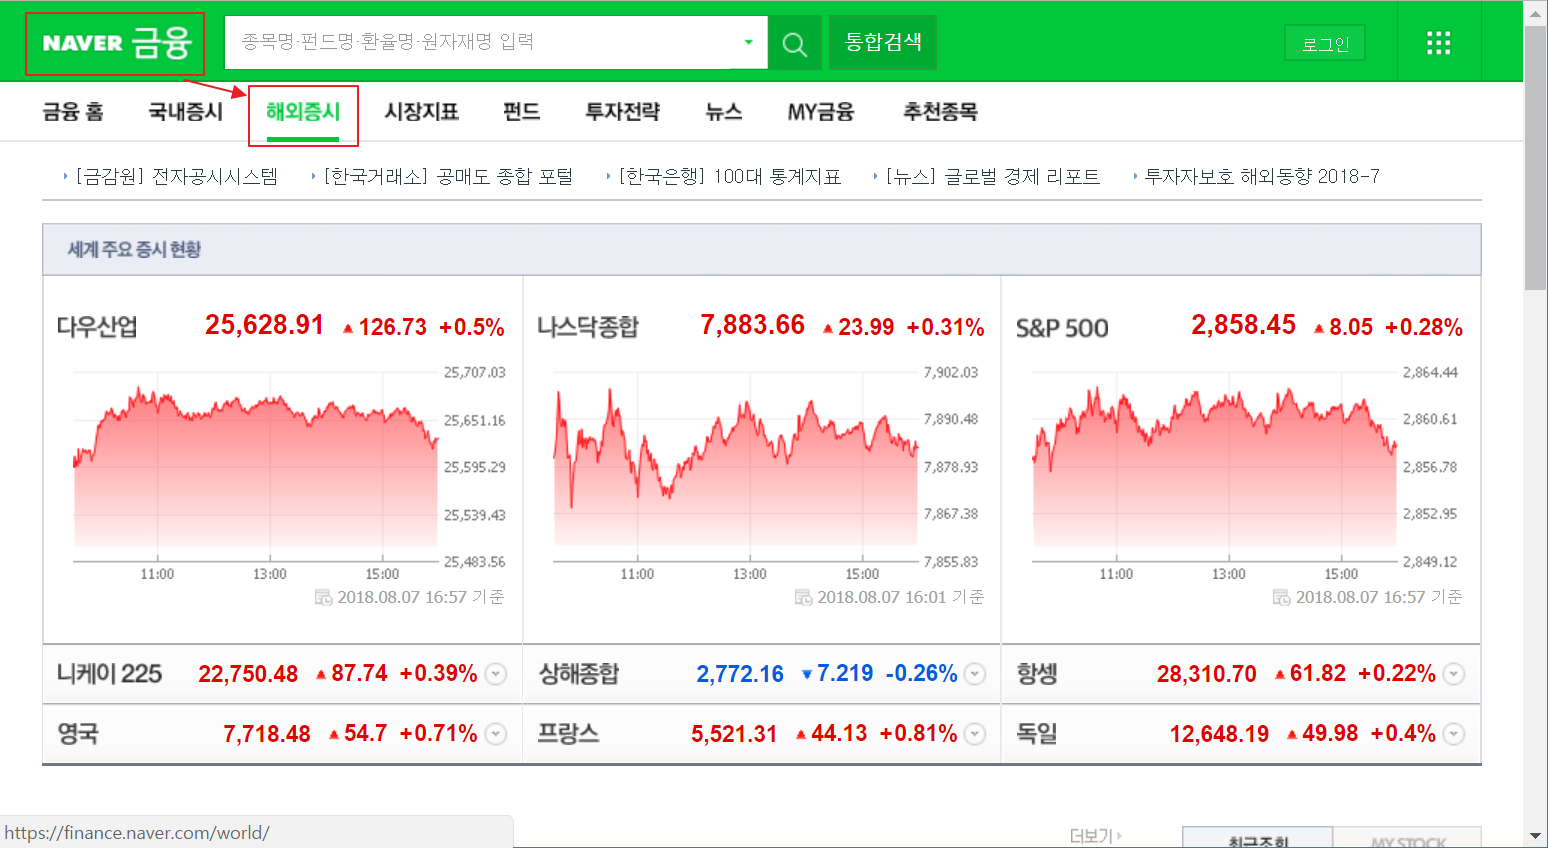 NAVER 금융 종목명·펀드명·환율명·원자재명 입력 통합검색 로그인
금융 홈 국내증시 해외증시 시장지표 펀드 투자전략 뉴스 MY금융 추천종목
[금감원] 전자공시시스템 [한국거래소] 공매도 종합 포털 [한국은행] 100대 통계지표 [뉴스] 글로벌 경제 리포트 투자자보호 해외동향 2018-7
세계 주요 증시 현황
다우산업 25,628.91 ▲126.73 +0.5%
25,707.03
25,651.16
25,595.29
25,539.43
25,483.56
11:00 13:00 15:00
2018.08.07 16:57 기준
나스닥종합 7,883.66 ▲23.99 +0.31%
7,902.03
7,890.48
7,878.93
7,867.38
7,855.83
11:00 13:00 15:00
2018.08.07 16:01 기준
S&P 500 2,858.45 ▲8.05 +0.28%
2,864.44
2,860.61
2,856.78
2,852.95
2,849.12
11:00 13:00 15:00
2018.08.07 16:57 기준
니케이 225 22,750.48 ▲87.74 +0.39% 상해종합 2,772.16 ▼7.219 -0.26% 항셍 28,310.70 ▲61.82 +0.22%
영국 7,718.48 ▲54.7 +0.71% 프랑스 5,521.31 ▲44.13 +0.81% 독일 12,648.19 ▲49.98 +0.4%
https://finance.naver.com/world/ 더보기 최근조회 MY STOCK